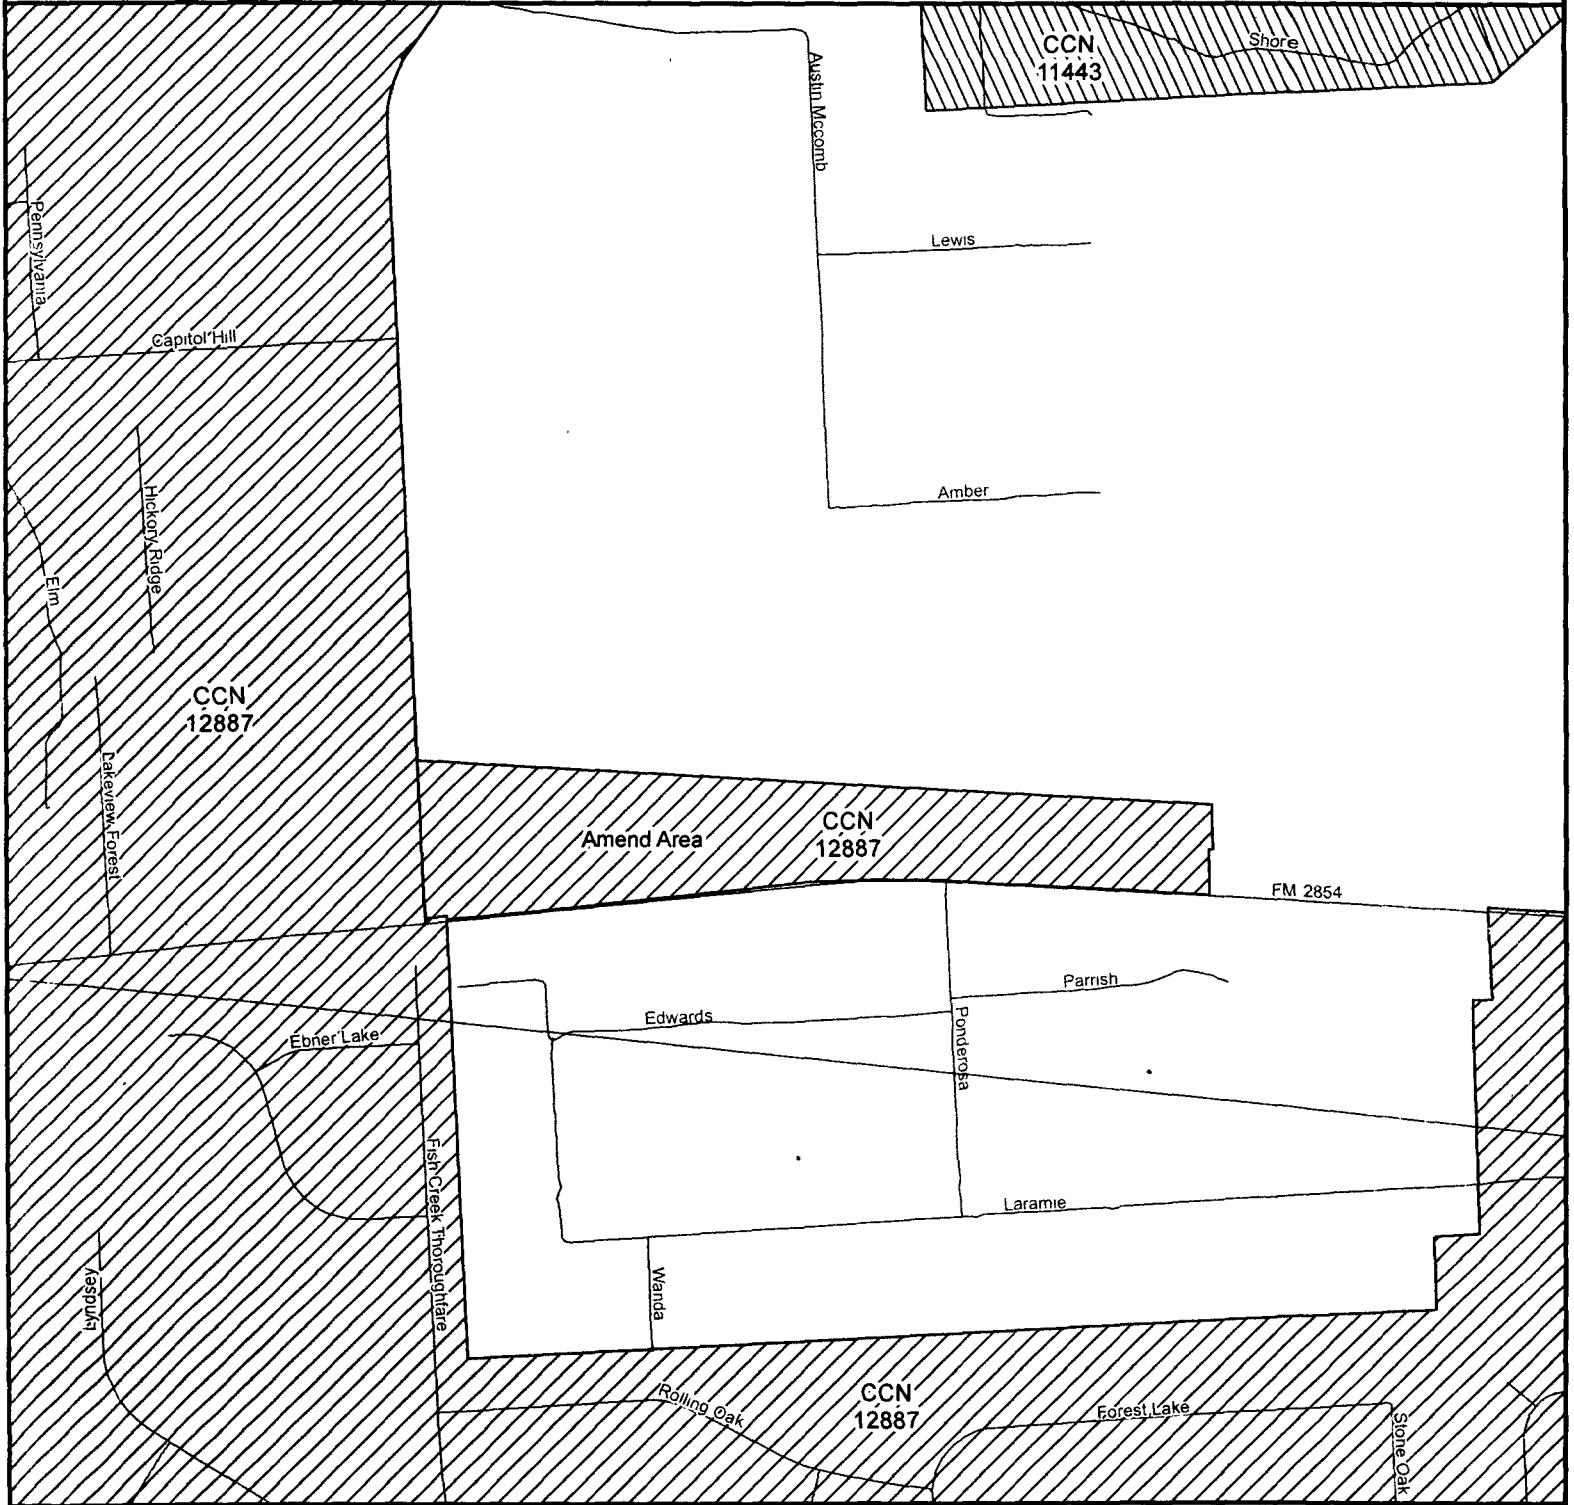 CCN
11443
Shore
Austin Mccomb
Pennsylvania
Lewis
Capitol Hill
Hickory Ridge
Amber
Elm
CCN
12887
Lakeview Forest
Amend Area
CCN
12887
FM 2854
Parrish
Edwards
Ponderosa
Ebner Lake
Fish Creek Thoroughfare
Laramie
Lyndsey
Wanda
CCN
12887
Rolling Oak
Forest Lake
Stone Oak